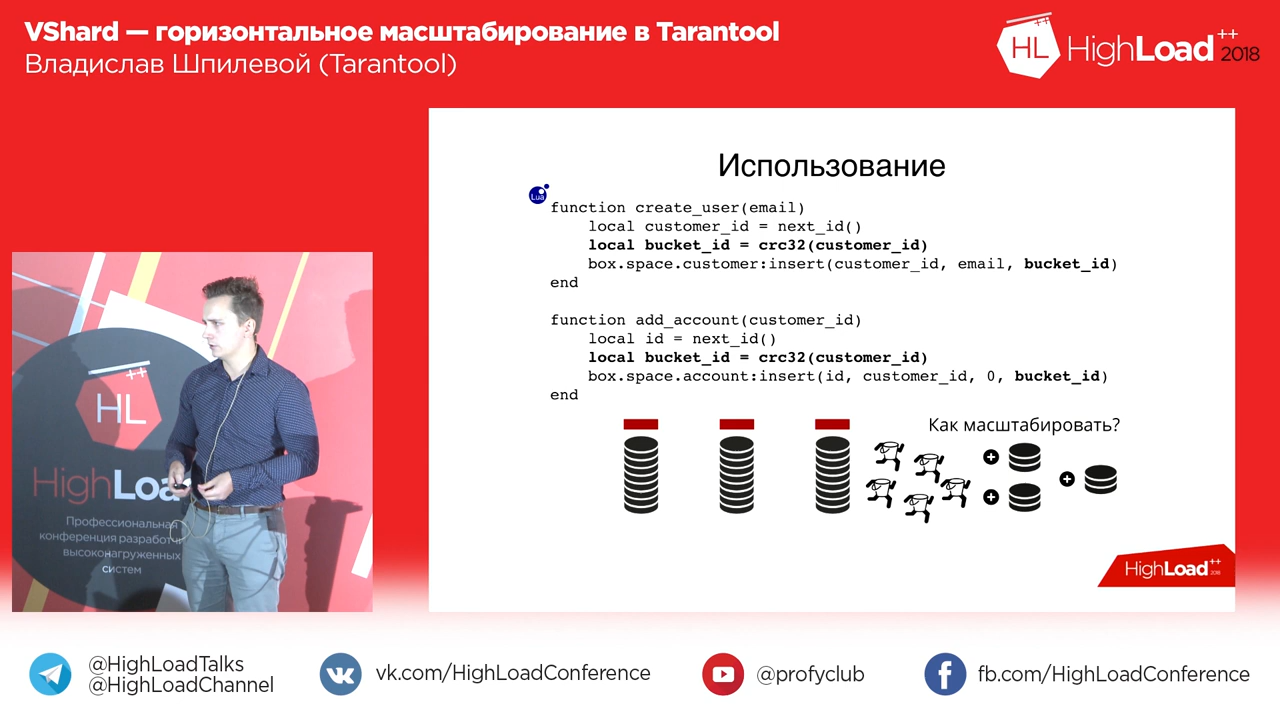 VShard — горизонтальное масштабирование в Tarantool
Владислав Шпилевой (Tarantool)
HL++
HighLoad++ 2018
Использование
Lua
function create_user(email)
local customer_id = next_id()
local bucket_id = crc32(customer_id)
box.space.customer:insert(customer_id, email, bucket_id)
end
function add_account(customer_id)
local id = next_id()
local bucket_id = crc32(customer_id)
box.space.account:insert(id, customer_id, 0, bucket_id)
end
Как масштабировать?
HighLoad++ 2018
HL++
HighLoa
Профессиональная
конференция разработчи
высоконагруженных
систем
@HighLoadTalks
@HighLoadChannel
vk.com/HighLoadConference
@profyclub
fb.com/HighLoadConference